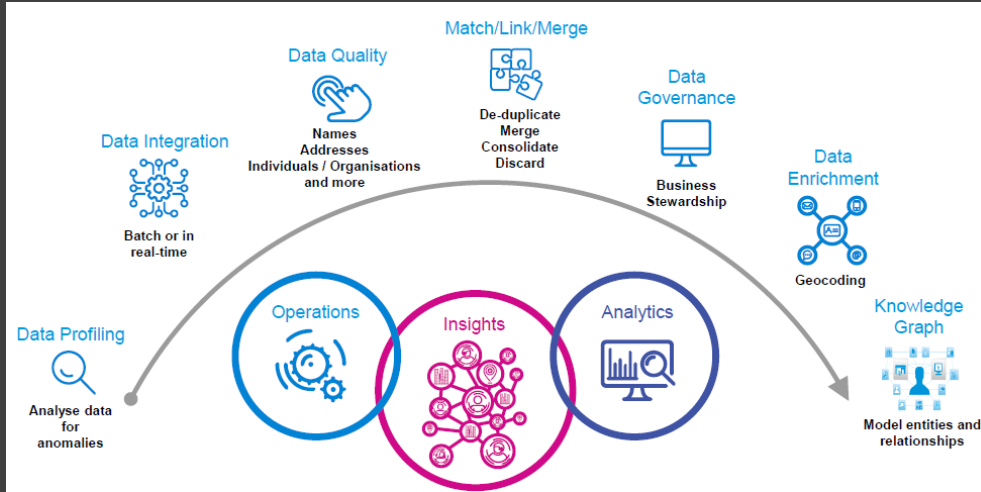 Match/Link/Merge
De-duplicate
Merge
Consolidate
Discard
Data Quality
Names
Addresses
Individuals / Organisations
and more
Data
Governance
Business
Stewardship
Data Integration
Batch or in
real-time
Data
Enrichment
Geocoding
Data Profiling
Analyse data
for
anomalies
Operations
Insights
Analytics
Knowledge
Graph
Model entities and
relationships